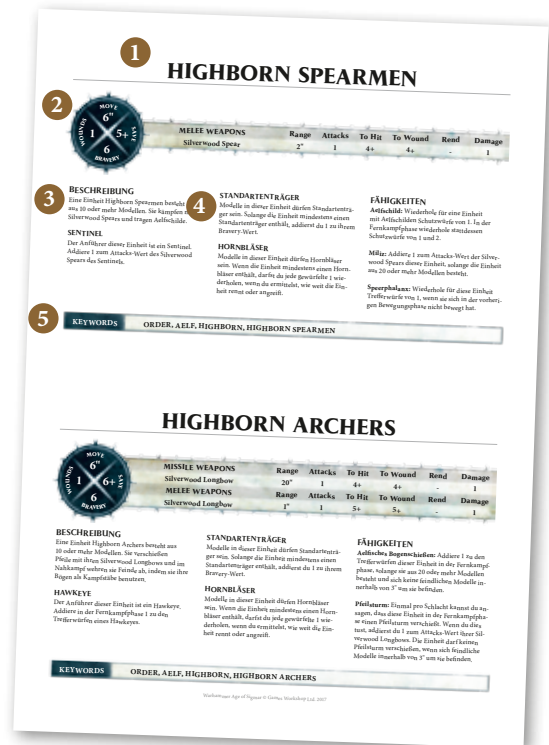 1
HIGHBORN SPEARMEN
2
MOVE
6"
WOUNDS
1
5+
SAVE
6
BRAVERY
MELEE WEAPONS Range Attacks To Hit To Wound Rend Damage
Silverwood Spear 2" 1 4+ 4+ - 1
3
BESCHREIBUNG
Eine Einheit Highborn Spearmen besteht
aus 10 oder mehr Modellen. Sie kämpfen mit
Silverwood Spears und tragen Aelfschilde.
SENTINEL
Der Anführer dieser Einheit ist ein Sentinel.
Addiere 1 zum Attacks-Wert des Silverwood
Spears des Sentinels.
4
STANDARTENTRÄGER
Modelle in dieser Einheit dürfen Standartenträ-
ger sein. Solange die Einheit mindestens einen
Standartenträger enthält, addierst du 1 zu ihrem
Bravery-Wert.
HORNBLÄSER
Modelle in dieser Einheit dürfen Hornbläser
sein. Wenn die Einheit mindestens einen Horn-
bläser enthält, darfst du jede gewürfelte 1 wie-
derholen, wenn du ermittelst, wie weit die Ein-
heit rennt oder angreift.
FÄHIGKEITEN
Aelfschild: Wiederhole für eine Einheit
mit Aelfschilden Schutzwürfe von 1. In der
Fernkampfphase wiederhole stattdessen
Schutzwürfe von 1 und 2.
Miliz: Addiere 1 zum Attacks-Wert der Silver-
wood Spears dieser Einheit, solange die Einheit
aus 20 oder mehr Modellen besteht.
Speerphalanx: Wiederhole für diese Einheit
Trefferwürfe von 1, wenn sie sich in der vorheri-
gen Bewegungsphase nicht bewegt hat.
5
KEYWORDS ORDER, AELF, HIGHBORN, HIGHBORN SPEARMEN
HIGHBORN ARCHERS
MOVE
6"
WOUNDS
1
6+
SAVE
6
BRAVERY
MISSILE WEAPONS Range Attacks To Hit To Wound Rend Damage
Silverwood Longbow 20" 1 4+ 4+ - 1
MELEE WEAPONS Range Attacks To Hit To Wound Rend Damage
Silverwood Longbow 1" 1 5+ 5+ - 1
BESCHREIBUNG
Eine Einheit Highborn Archers besteht aus
10 oder mehr Modellen. Sie verschießen
Pfeile mit ihren Silverwood Longbows und im
Nahkampf wehren sie Feinde ab, indem sie ihre
Bögen als Kampfstäbe benutzen.
HAWKEYE
Der Anführer dieser Einheit ist ein Hawkeye.
Addiere in der Fernkampfphase 1 zu den
Trefferwürfen eines Hawkeyes.
STANDARTENTRÄGER
Modelle in dieser Einheit dürfen Standartenträ-
ger sein. Solange die Einheit mindestens einen
Standartenträger enthält, addierst du 1 zu ihrem
Bravery-Wert.
HORNBLÄSER
Modelle in dieser Einheit dürfen Hornbläser
sein. Wenn die Einheit mindestens einen Horn-
bläser enthält, darfst du jede gewürfelte 1 wie-
derholen, wenn du ermittelst, wie weit die Ein-
heit rennt oder angreift.
FÄHIGKEITEN
Aelfisches Bogenschießen: Addiere 1 zu den
Trefferwürfen dieser Einheit in der Fernkampf-
phase, solange sie aus 20 oder mehr Modellen
besteht und sich keine feindlichen Modelle in-
nerhalb von 3" um sie befinden.
Pfeilsturm: Einmal pro Schlacht kannst du an-
sagen, dass diese Einheit in der Fernkampfpha-
se einen Pfeilsturm verschießt. Wenn du dies
tust, addierst du 1 zum Attacks-Wert ihrer Sil-
verwood Longbows. Die Einheit darf keinen
Pfeilsturm verschießen, wenn sich feindliche
Modelle innerhalb von 3" um sie befinden.
KEYWORDS ORDER, AELF, HIGHBORN, HIGHBORN ARCHERS
Warhammer: Age of Sigmar © Games Workshop Ltd. 2017